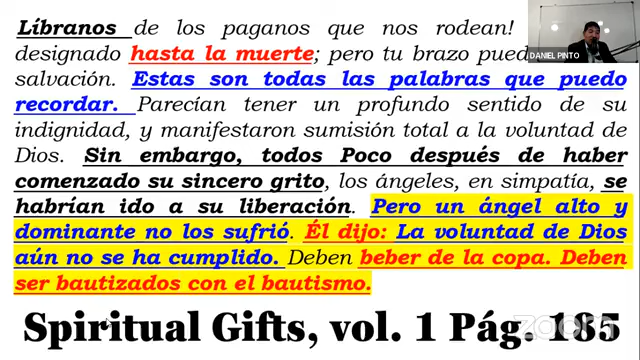 Líbranos de los paganos que nos rodean!
designado hasta la muerte; pero tu brazo pued
salvación. Estas son todas las palabras que puedo
recordar. Parecían tener un profundo sentido de su
indignidad, y manifestaron sumisión total a la voluntad de
Dios. Sin embargo, todos Poco después de haber
comenzado su sincero grito, los ángeles, en simpatía, se
habrían ido a su liberación. Pero un ángel alto y
dominante no los sufrió. Él dijo: La voluntad de Dios
aún no se ha cumplido. Deben beber de la copa. Deben
ser bautizados con el bautismo.
Spiritual Gifts, vol. 1 Pág. 185
DANIEL PINTO
zoom